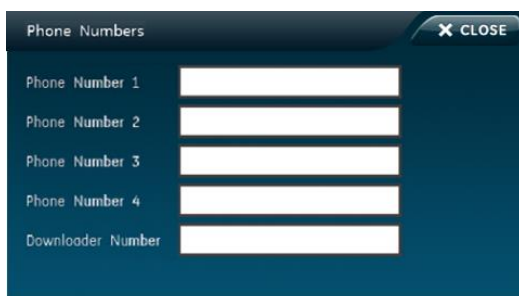 Phone Numbers
X CLOSE
Phone Number 1
Phone Number 2
Phone Number 3
Phone Number 4
Downloader Number